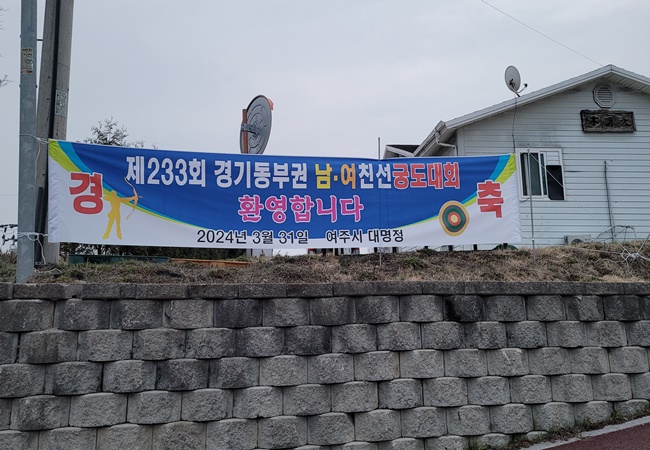 경 축
제233회 경기동부권 남·여친선궁도대회
환영합니다
2024년 3월 31일 여주시 대명정